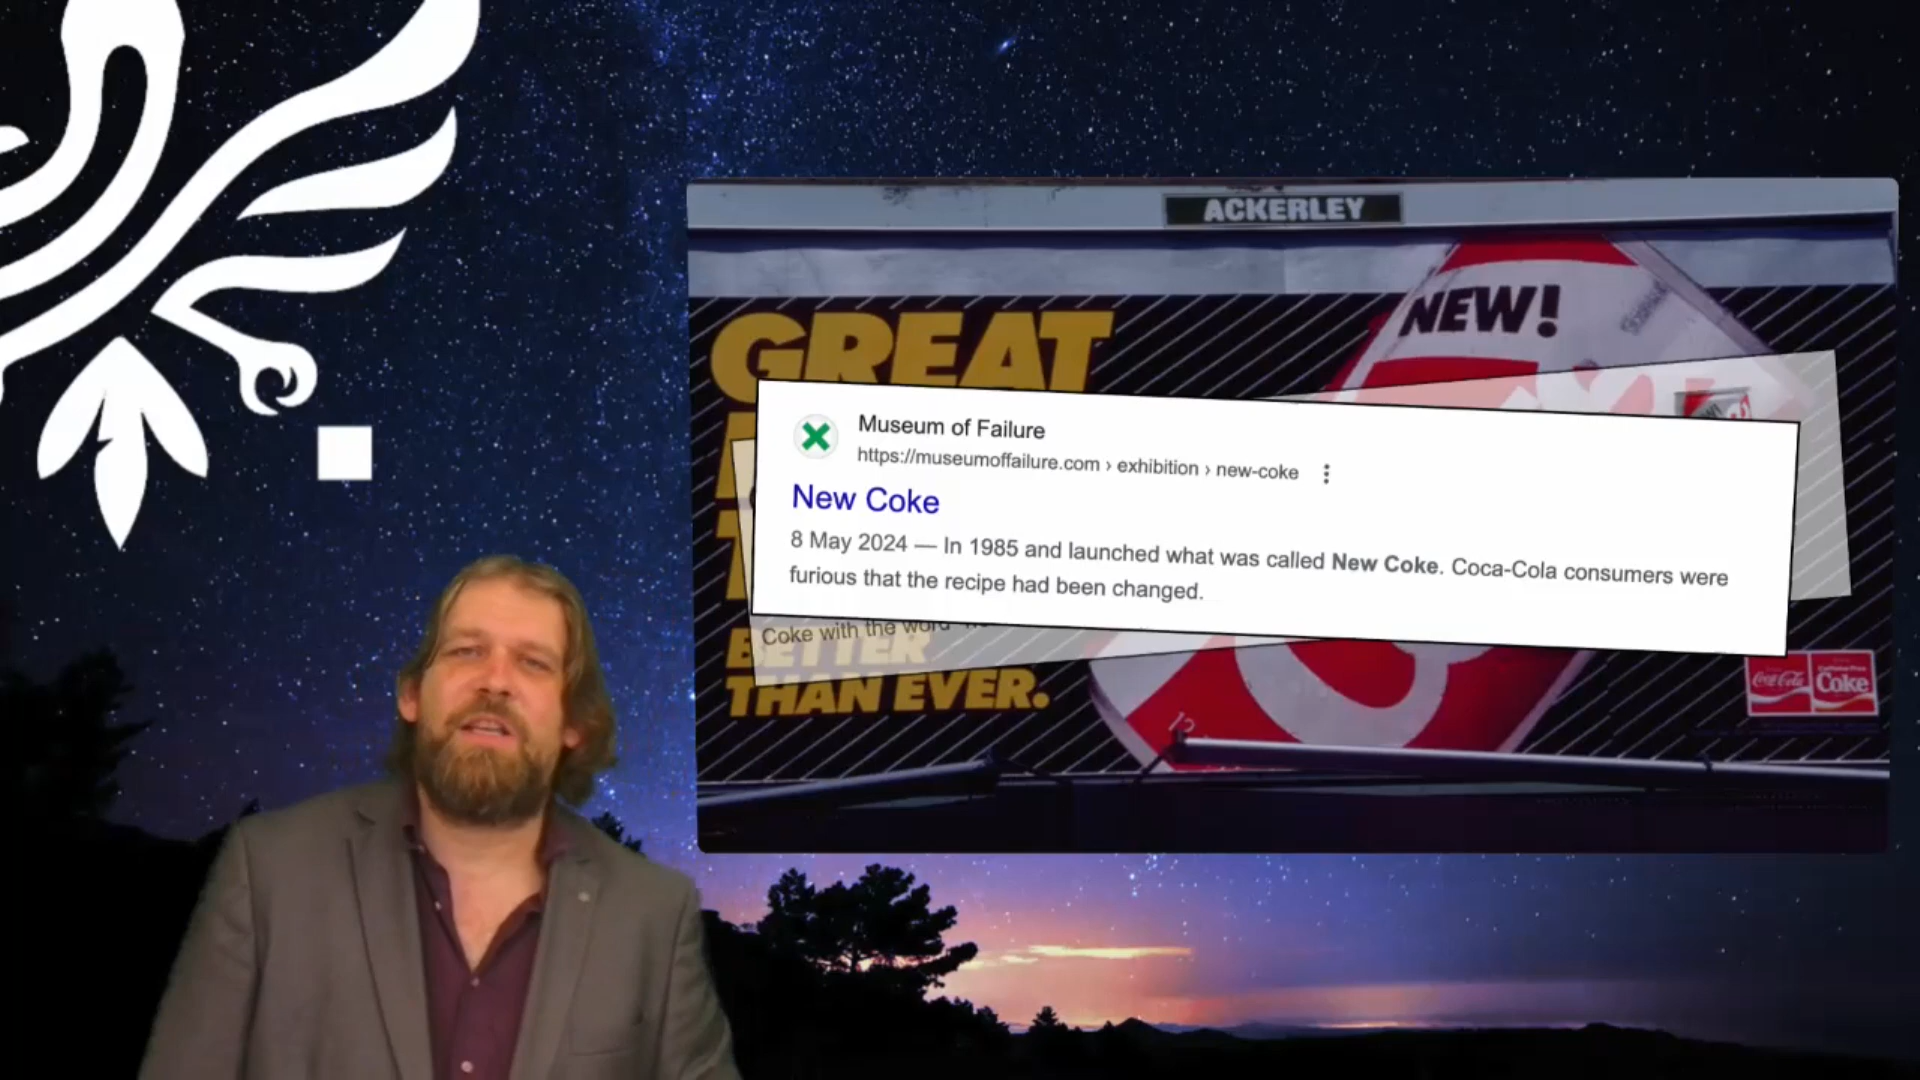 ACKERLEY
GREAT
NEW!
Museum of Failure
https://museumoffailure.com › exhibition › new-coke
New Coke
8 May 2024 — In 1985 and launched what was called New Coke. Coca-Cola consumers were
furious that the recipe had been changed.
Coke with the word
BETTER
THAN EVER.
Coca-Cola
Coke
12